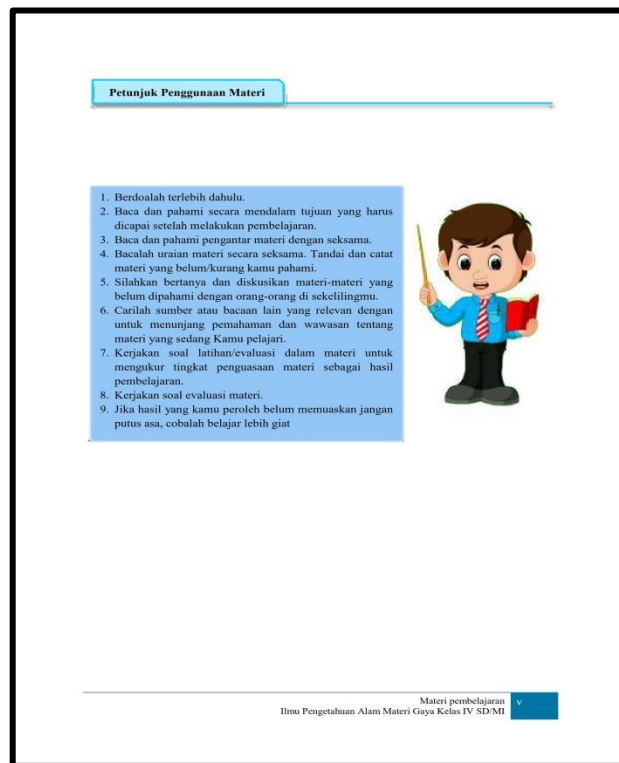 Petunjuk Penggunaan Materi
1. Berdoalah terlebih dahulu.
2. Baca dan pahami secara mendalam tujuan yang harus
dicapai setelah melakukan pembelajaran.
3. Baca dan pahami pengantar materi dengan seksama.
4. Bacalah uraian materi secara seksama. Tandai dan catat
materi yang belum/kurang kamu pahami.
5. Silahkan bertanya dan diskusikan materi-materi yang
belum dipahami dengan orang-orang di sekelilingmu.
6. Carilah sumber atau bacaan lain yang relevan dengan
untuk menunjang pemahaman dan wawasan tentang
materi yang sedang Kamu pelajari.
7. Kerjakan soal latihan/evaluasi dalam materi untuk
mengukur tingkat penguasaan materi sebagai hasil
pembelajaran.
8. Kerjakan soal evaluasi materi.
9. Jika hasil yang kamu peroleh belum memuaskan jangan
putus asa, cobalah belajar lebih giat
.
Materi pembelajaran
Ilmu Pengetahuan Alam Materi Gaya Kelas IV SD/MI
v